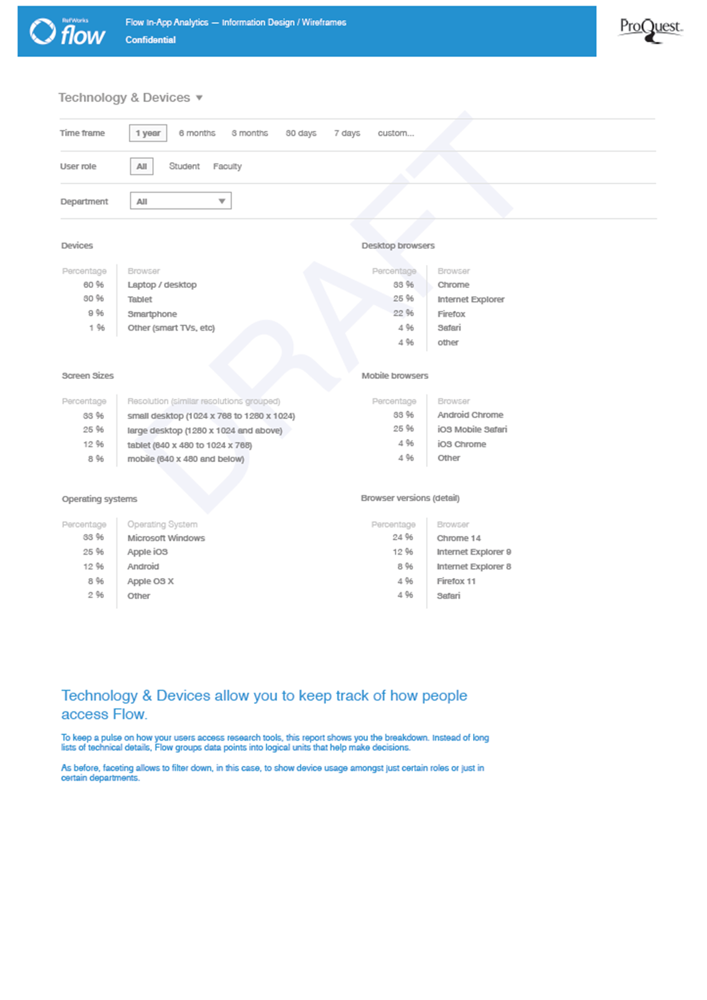 RefWorks
flow
Flow In-App Analytics — Information Design / Wireframes
Confidential
ProQuest
Technology & Devices ▼
Time frame 1 year 6 months 3 months 30 days 7 days custom...
User role All Student Faculty
Department All ▼
Devices
Percentage Browser
60 % Laptop / desktop
30 % Tablet
9 % Smartphone
1 % Other (smart TVs, etc)
Desktop browsers
Percentage Browser
33 % Chrome
25 % Internet Explorer
22 % Firefox
4 % Safari
4 % other
Screen Sizes
Percentage Resolution (similar resolutions grouped)
33 % small desktop (1024 x 768 to 1280 x 1024)
25 % large desktop (1280 x 1024 and above)
12 % tablet (640 x 480 to 1024 x 768)
8 % mobile (640 x 480 and below)
Mobile browsers
Percentage Browser
33 % Android Chrome
25 % iOS Mobile Safari
4 % iOS Chrome
4 % Other
Operating systems
Percentage Operating System
33 % Microsoft Windows
25 % Apple iOS
12 % Android
8 % Apple OS X
2 % Other
Browser versions (detail)
Percentage Browser
24 % Chrome 14
12 % Internet Explorer 9
8 % Internet Explorer 8
4 % Firefox 11
4 % Safari
DRAFT
Technology & Devices allow you to keep track of how people
access Flow.
To keep a pulse on how your users access research tools, this report shows you the breakdown. Instead of long
lists of technical details, Flow groups data points into logical units that help make decisions.
As before, faceting allows to filter down, in this case, to show device usage amongst just certain roles or just in
certain departments.